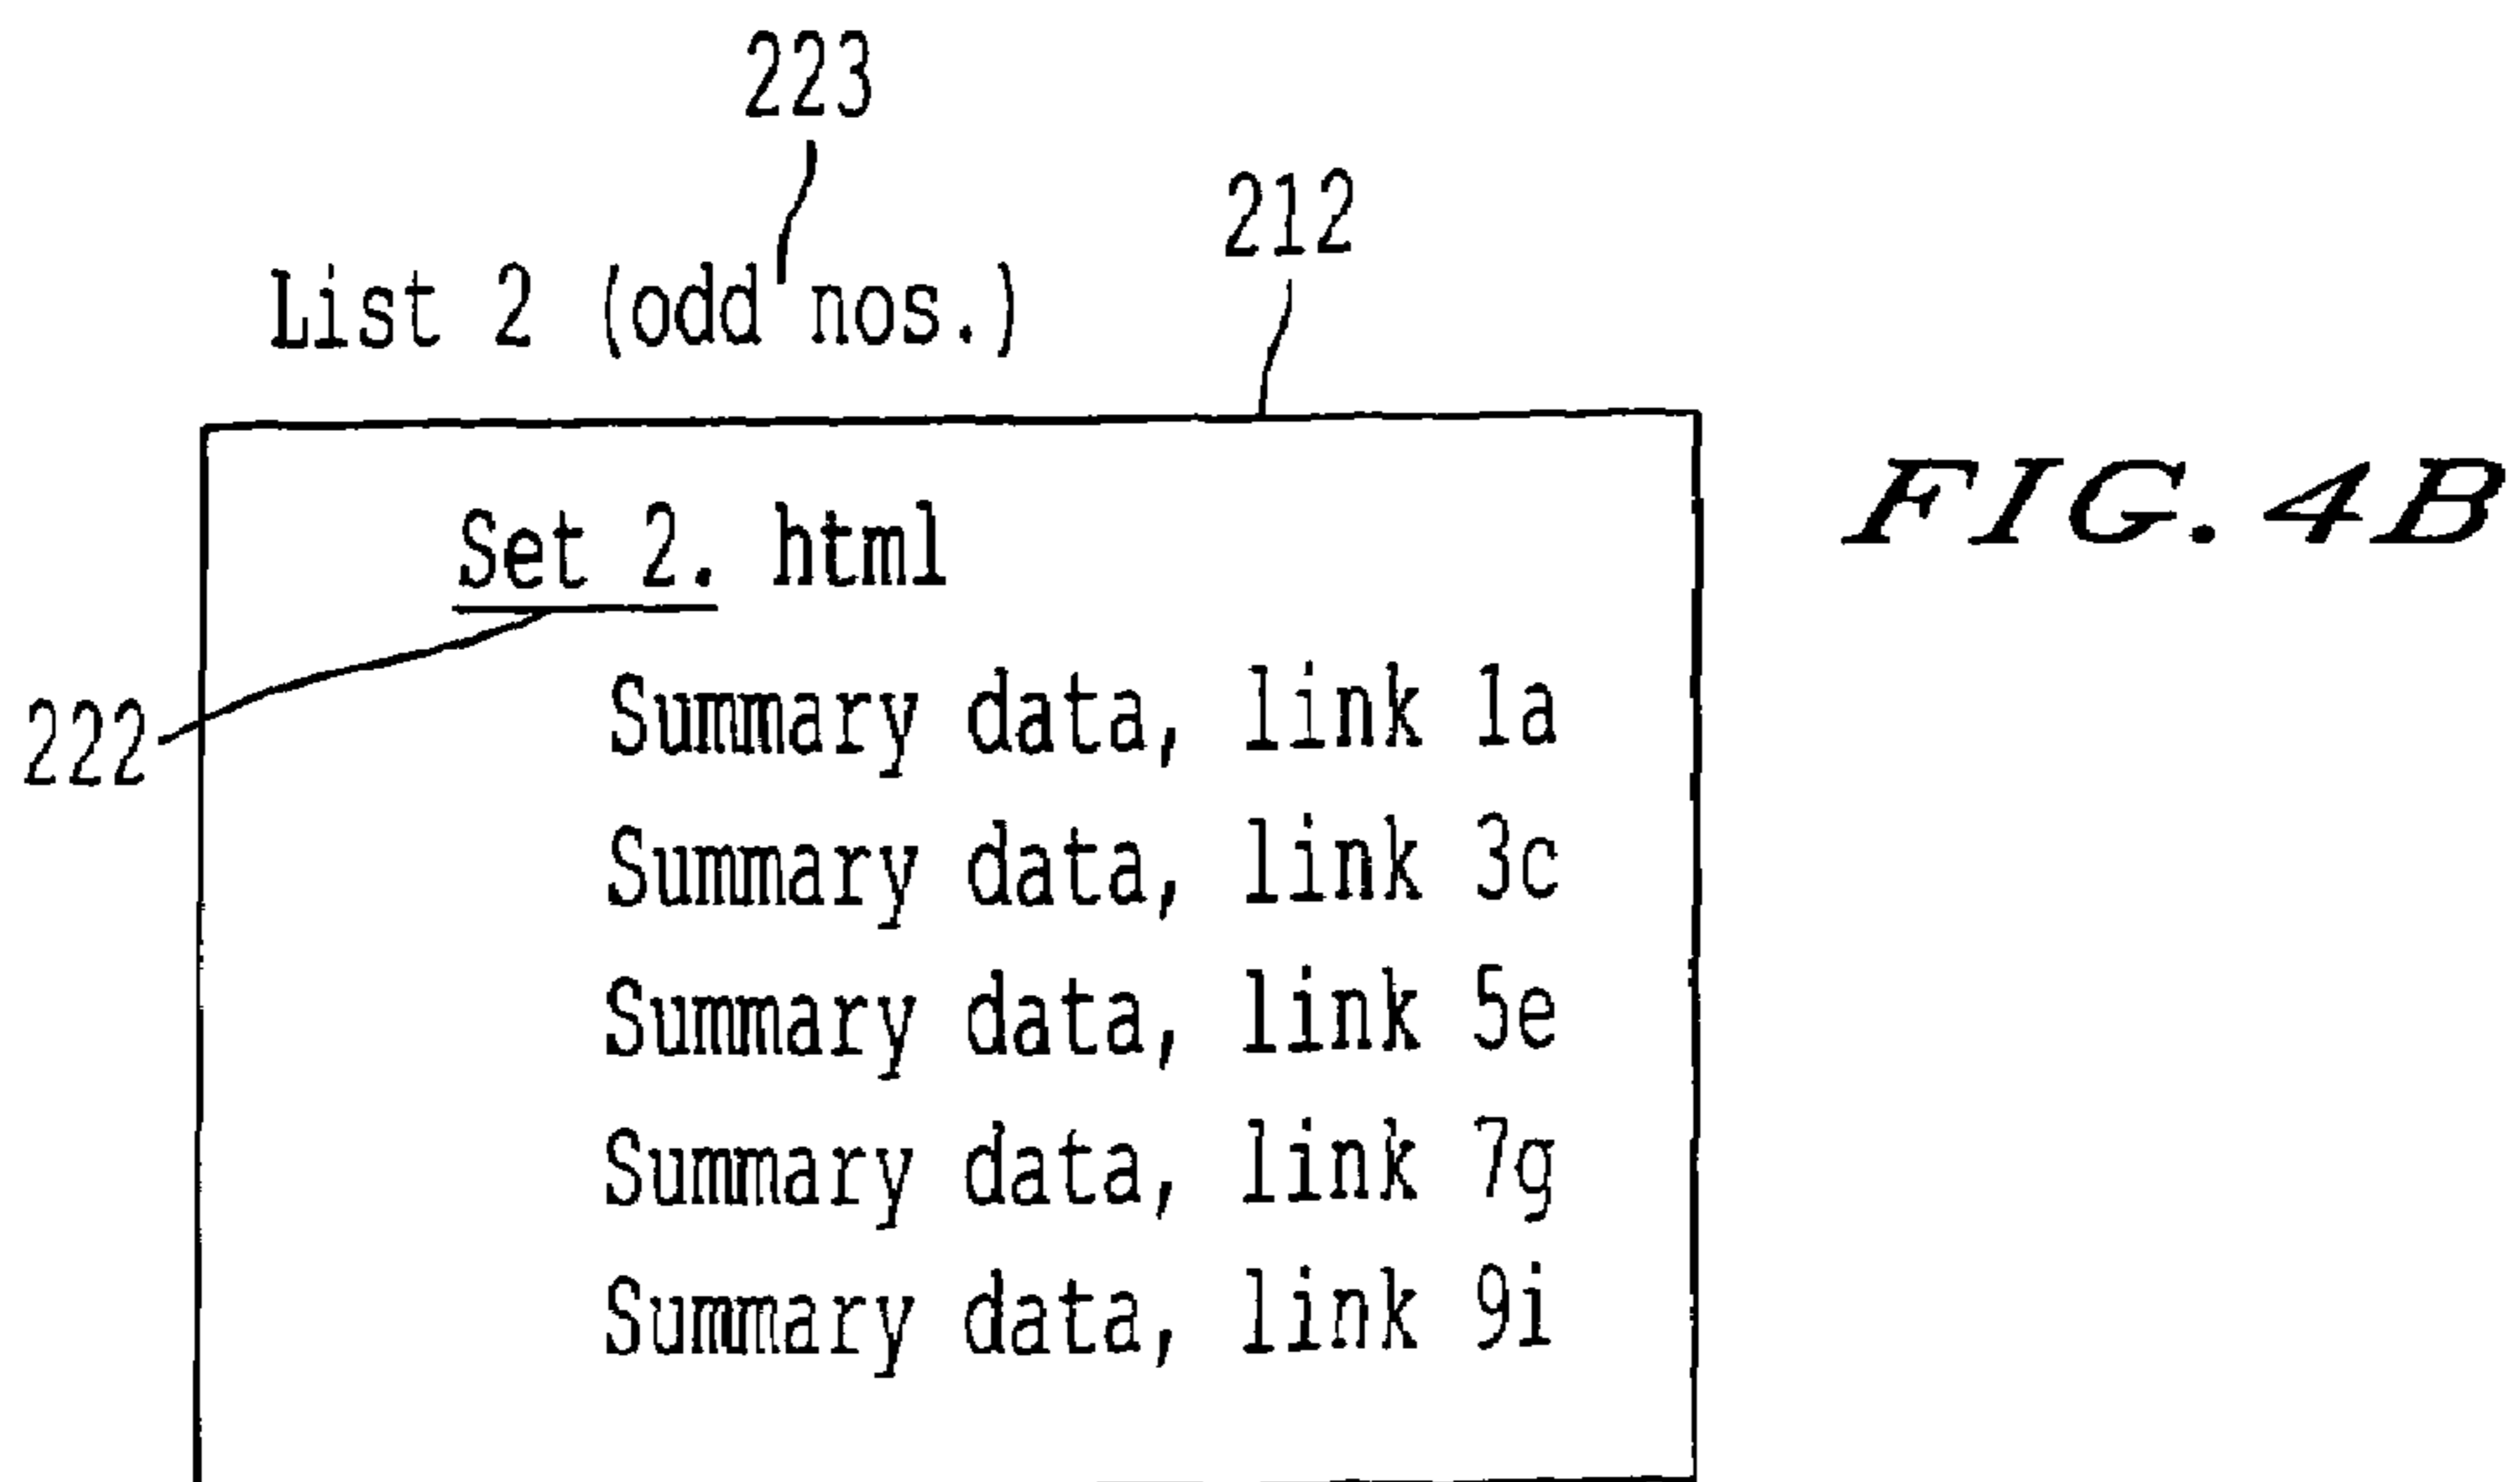 223
212
List 2 (odd nos.)
FIG. 4B
Set 2. html
222
Summary data, link 1a
Summary data, link 3c
Summary data, link 5e
Summary data, link 7g
Summary data, link 9i